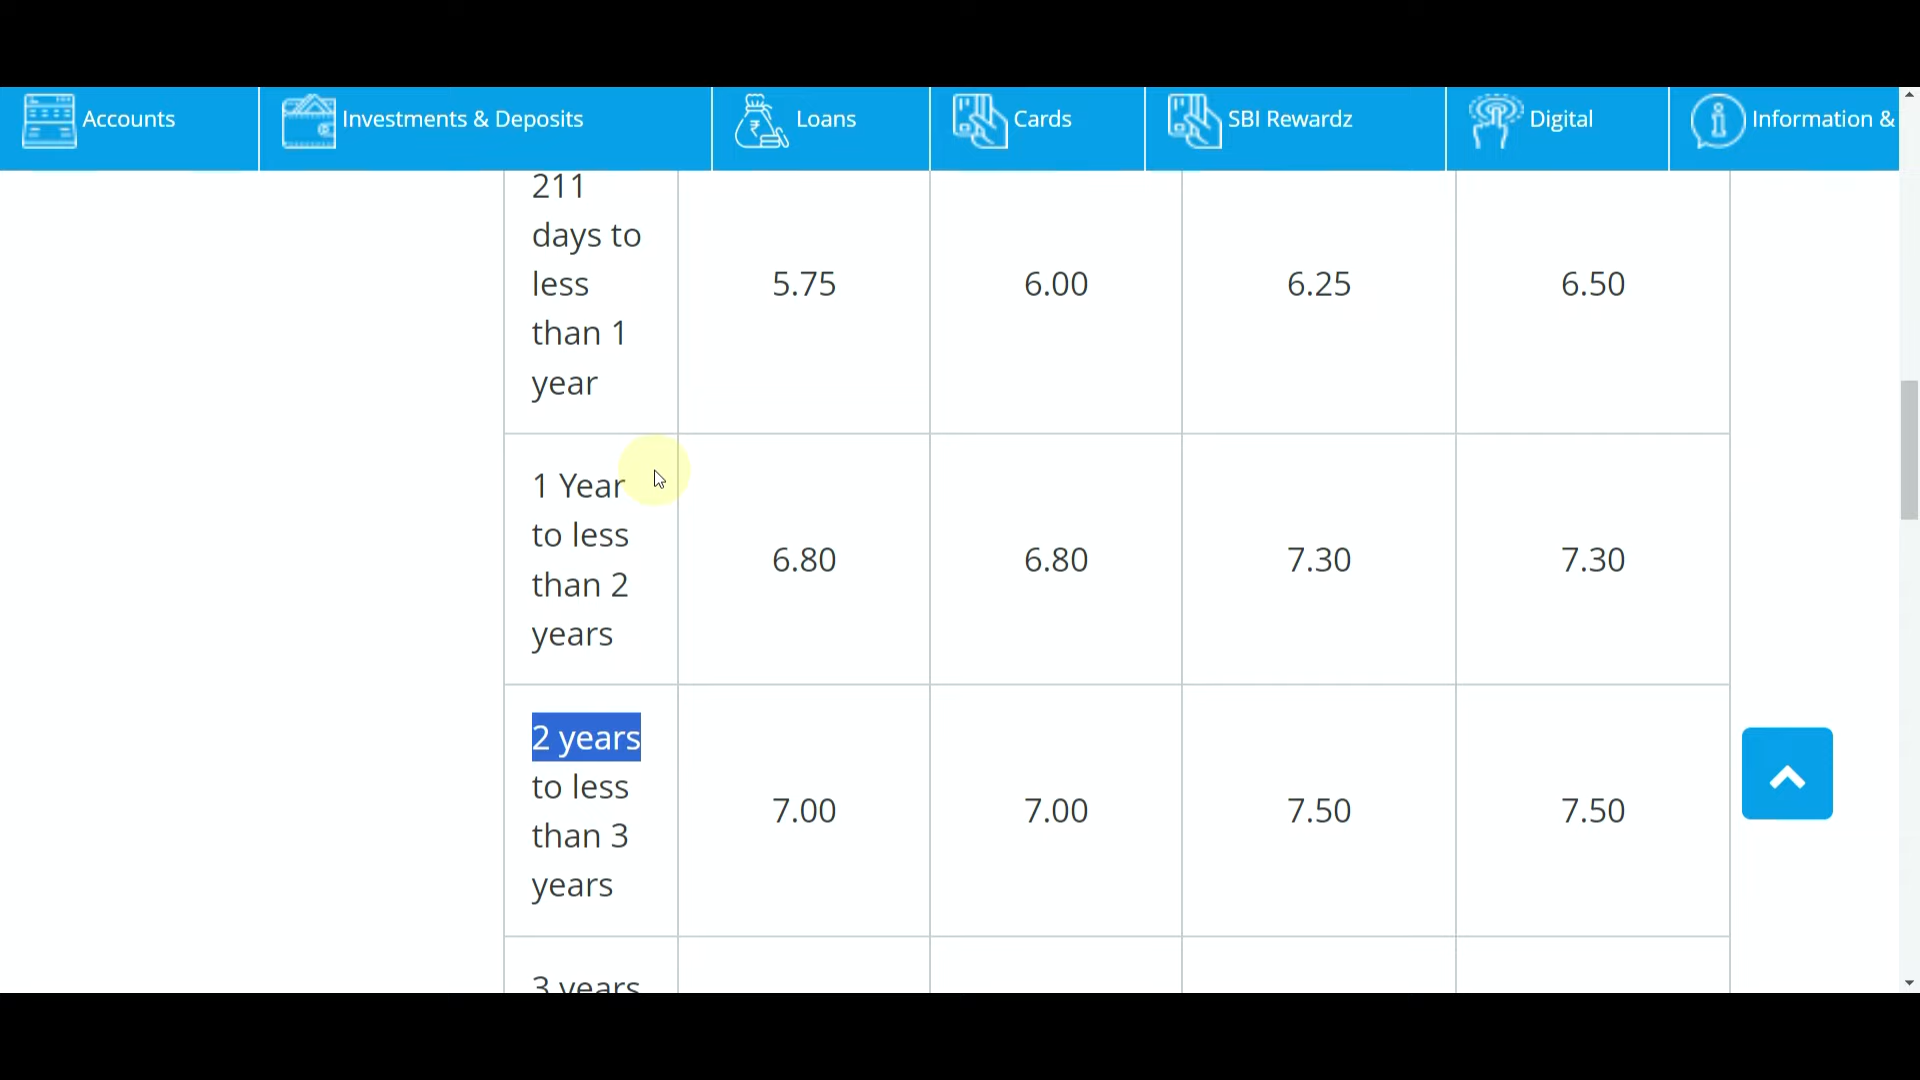 Accounts
Investments & Deposits
Loans
Cards
SBI Rewardz
Digital
Information &
211
days to
less
than 1
year
5.75
6.00
6.25
6.50
1 Year
to less
than 2
years
6.80
6.80
7.30
7.30
2 years
to less
than 3
years
7.00
7.00
7.50
7.50
3 years